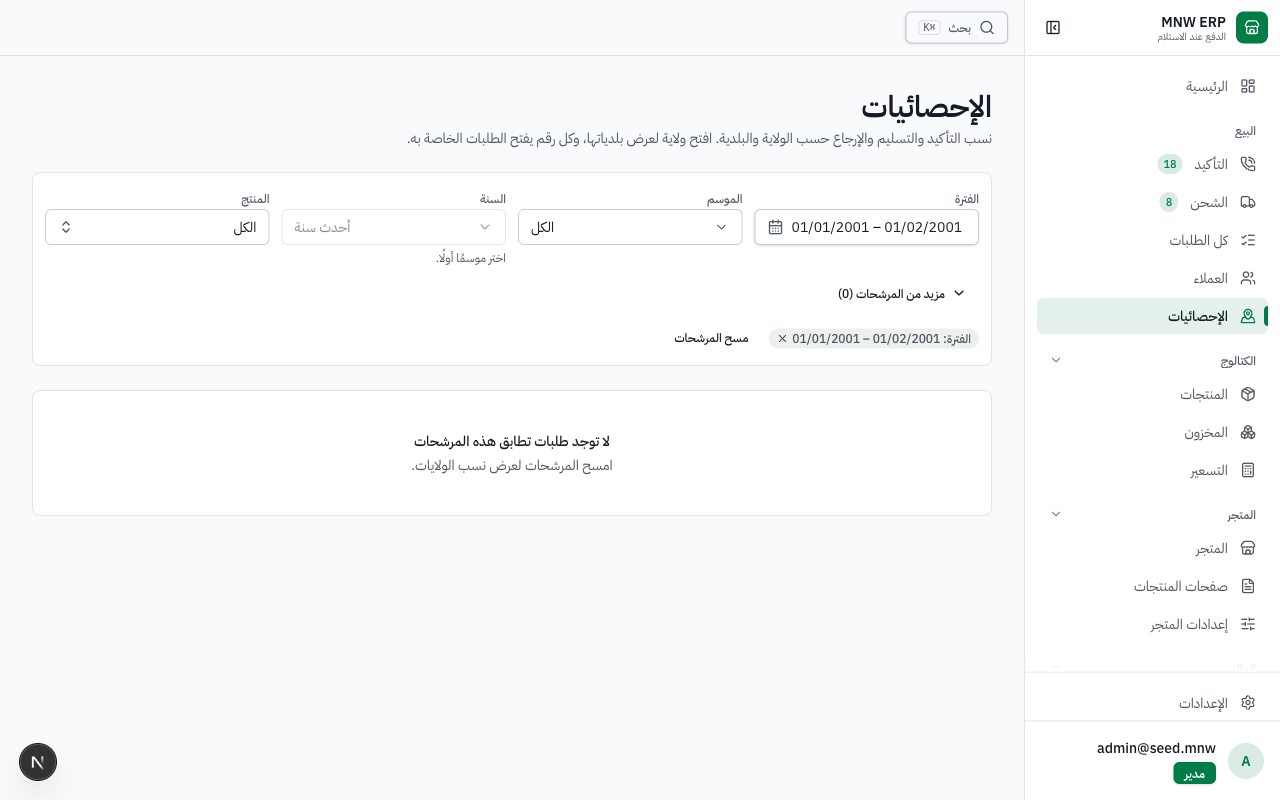 MNW ERP
الدفع عند الاستلام
الرئيسية
البيع
التأكيد 18
الشحن 8
كل الطلبات
العملاء
الإحصائيات
الكتالوج
المنتجات
المخزون
التسعير
المتجر
المتجر
صفحات المنتجات
إعدادات المتجر
الإعدادات
A
admin@seed.mnw
مدير
بحث ⌘K
الإحصائيات
نسب التأكيد والتسليم والإرجاع حسب الولاية والبلدية. افتح ولاية لعرض بلدياتها، وكل رقم يفتح الطلبات الخاصة به.
الفترة
01/01/2001 – 01/02/2001
الموسم
الكل
السنة
أحدث سنة
اختر موسمًا أولًا.
المنتج
الكل
مزيد من المرشحات (0)
الفترة: 01/01/2001 – 01/02/2001
مسح المرشحات
لا توجد طلبات تطابق هذه المرشحات
امسح المرشحات لعرض نسب الولايات.
N